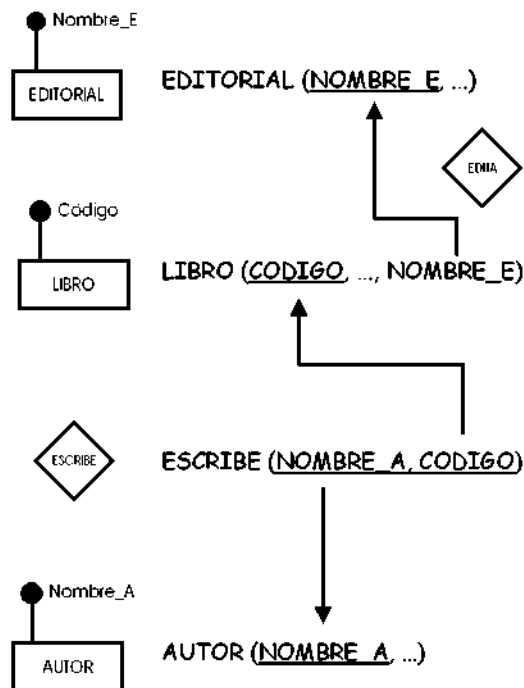 Nombre_E
EDITORIAL
EDITORIAL (NOMBRE_E, ...)
EDITA
Código
LIBRO
LIBRO (CODIGO, ..., NOMBRE_E)
ESCRIBE
ESCRIBE (NOMBRE_A, CODIGO)
Nombre_A
AUTOR
AUTOR (NOMBRE_A, ...)